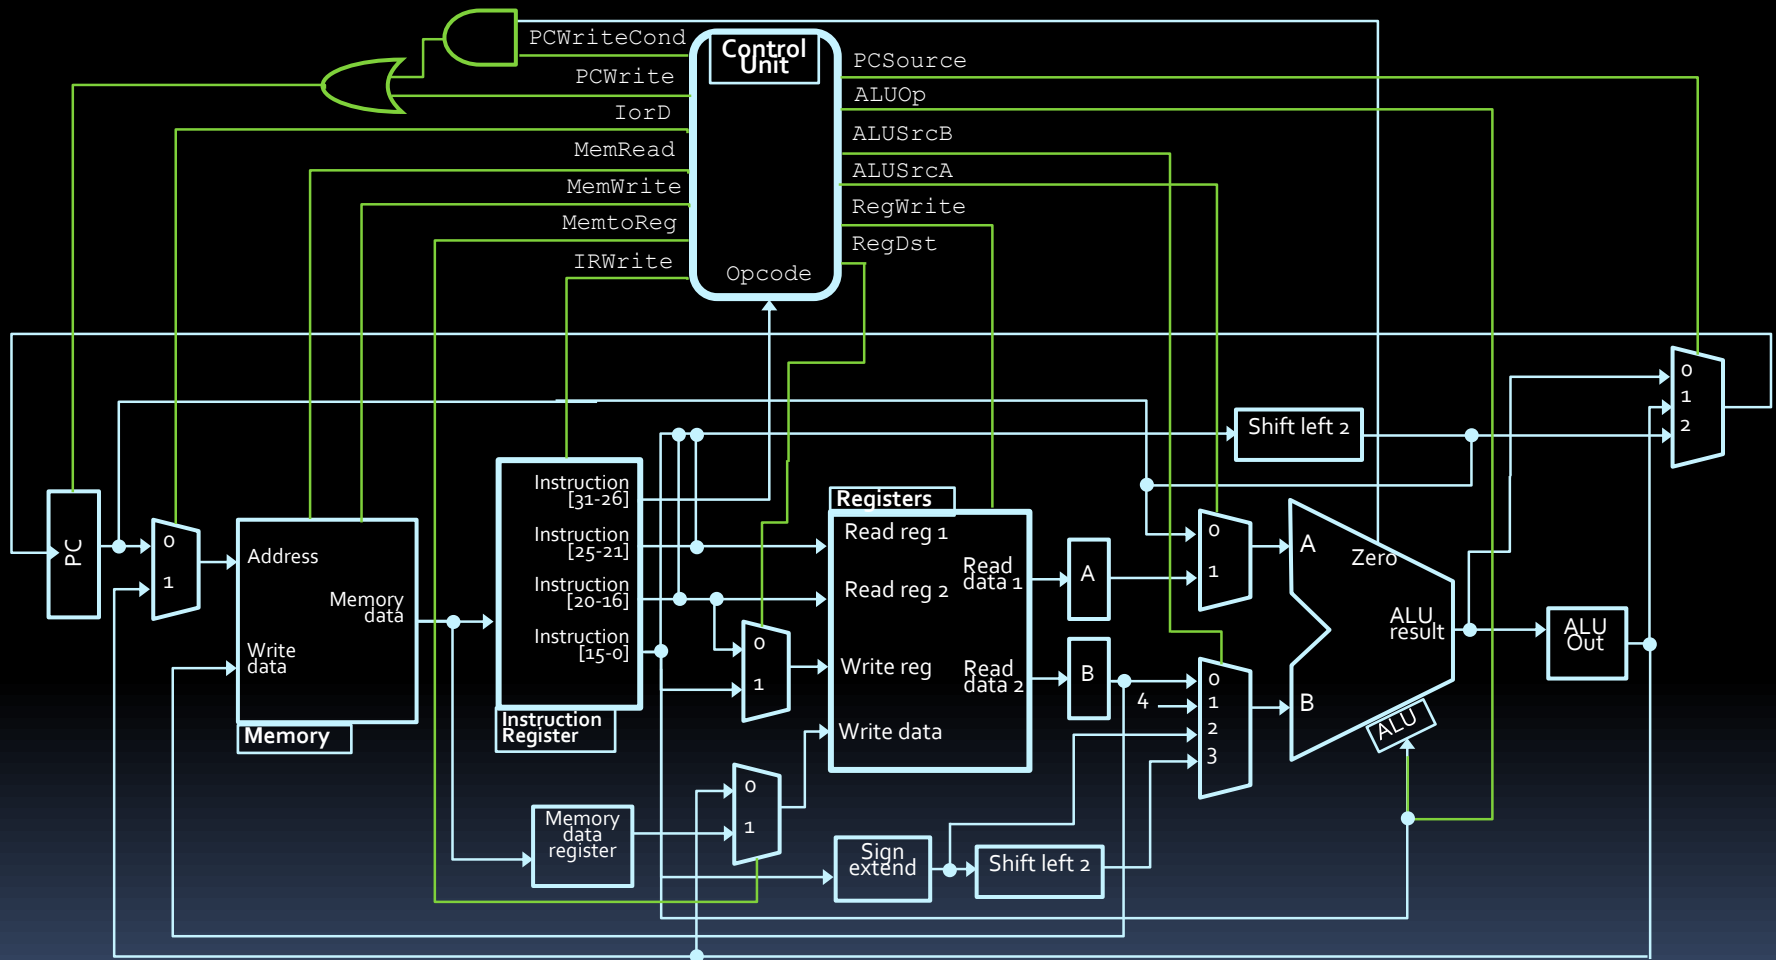 PCWriteCond
PCWrite
IorD
MemRead
MemWrite
MemtoReg
IRWrite
Control
Unit
Opcode
PCSource
ALUOp
ALUSrcB
ALUSrcA
RegWrite
RegDst
0
1
2
Shift left 2
PC
0
1
Address
Memory
data
Write
data
Memory
Instruction
[31-26]
Instruction
[25-21]
Instruction
[20-16]
Instruction
[15-0]
Instruction
Register
0
1
Registers
Read reg 1
Read reg 2
Write reg
Write data
Read
data 1
Read
data 2
A
B
4
0
1
0
1
2
3
A
B
Zero
ALU
result
ALU
ALU
Out
Memory
data
register
0
1
Sign
extend
Shift left 2